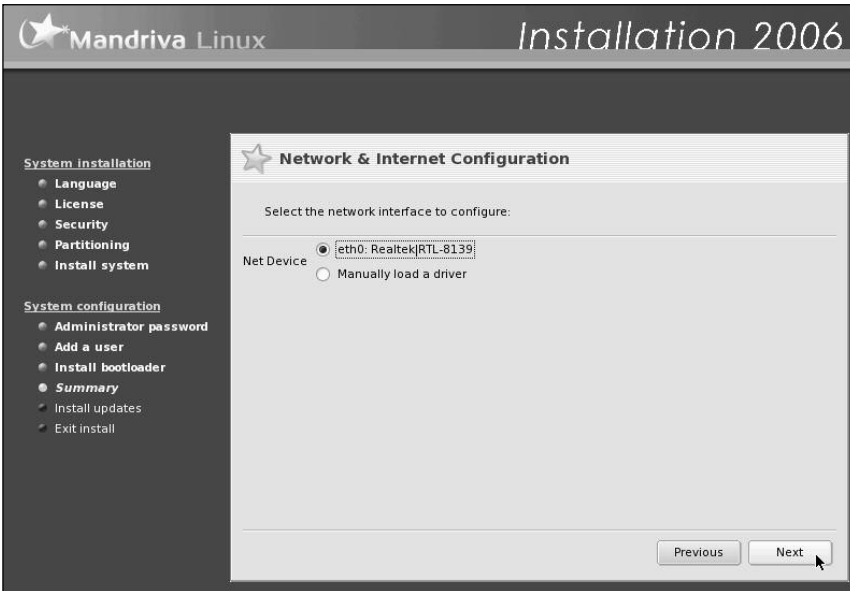 Mandriva Linux
Installation 2006
System installation
Language
License
Security
Partitioning
Install system
System configuration
Administrator password
Add a user
Install bootloader
Summary
Install updates
Exit install
Network & Internet Configuration
Select the network interface to configure:
Net Device
eth0: Realtek|RTL-8139
Manually load a driver
Previous
Next